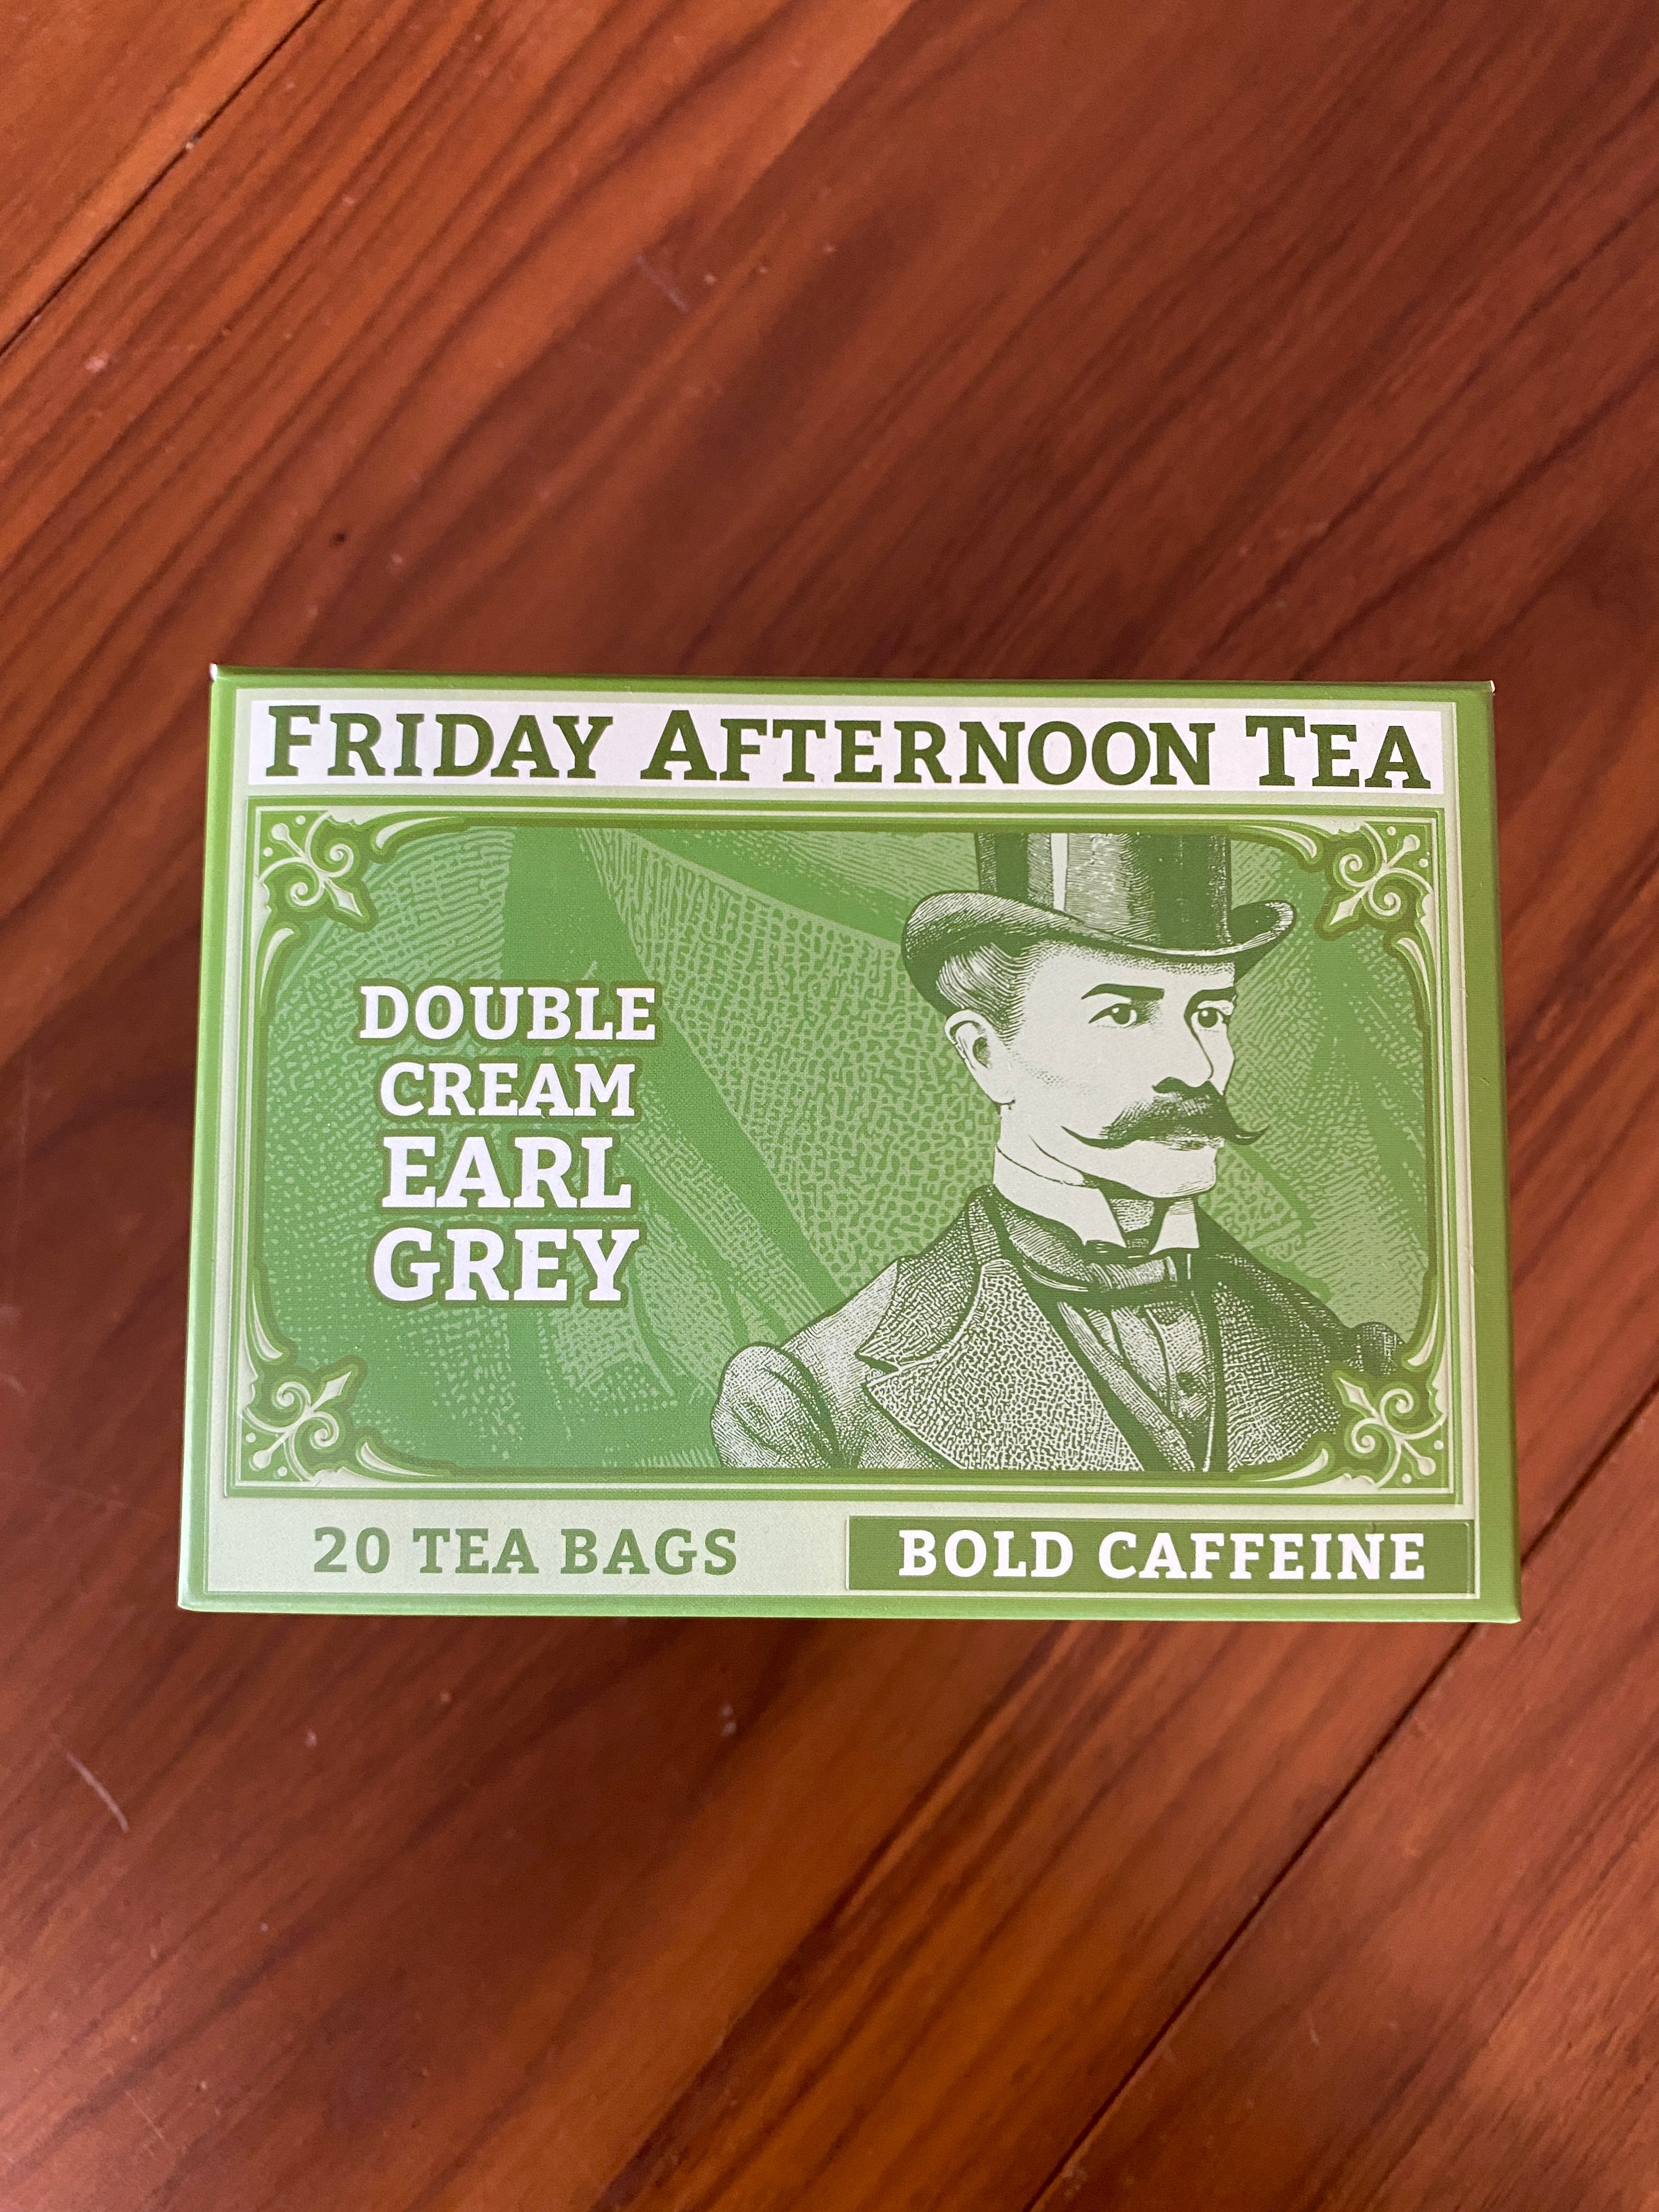 FRIDAY AFTERNOON TEA
DOUBLE
CREAM
EARL
GREY
20 TEA BAGS
BOLD CAFFEINE